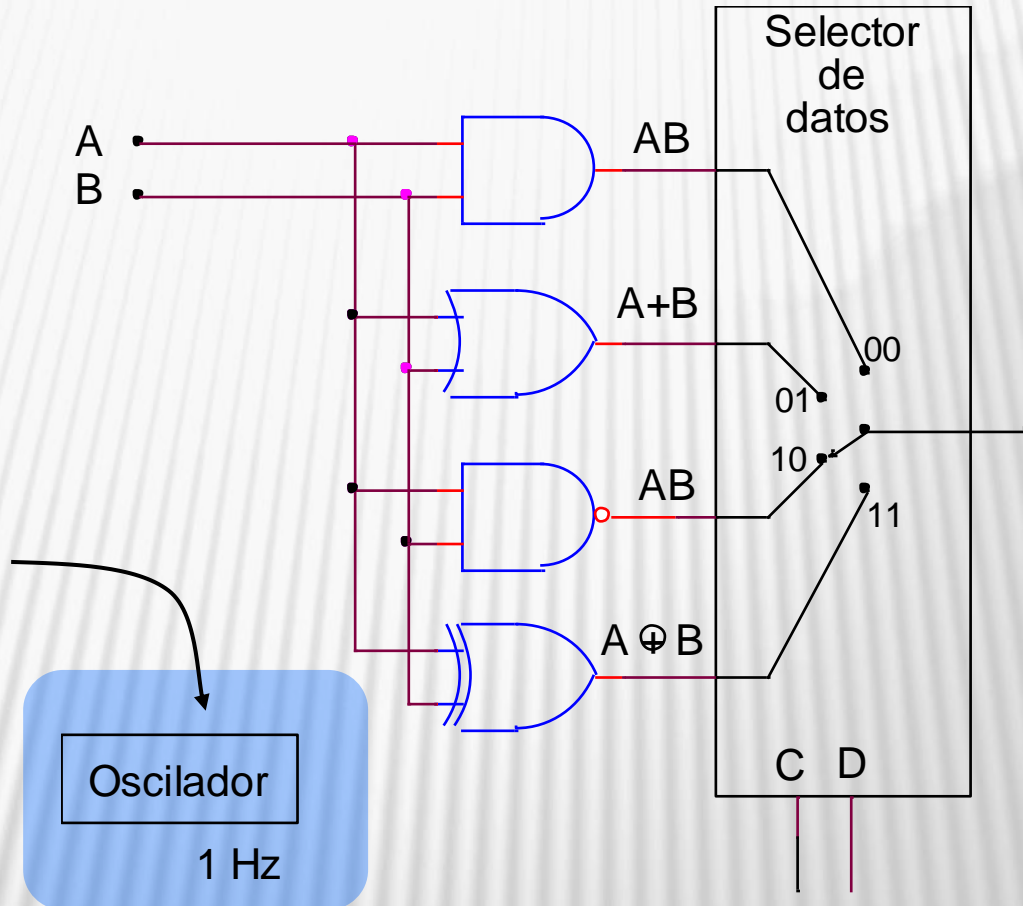 Selector
de
datos
A
B
AB
A+B
00
01
10
AB
11
A ⊕ B
C D
Oscilador
1 Hz